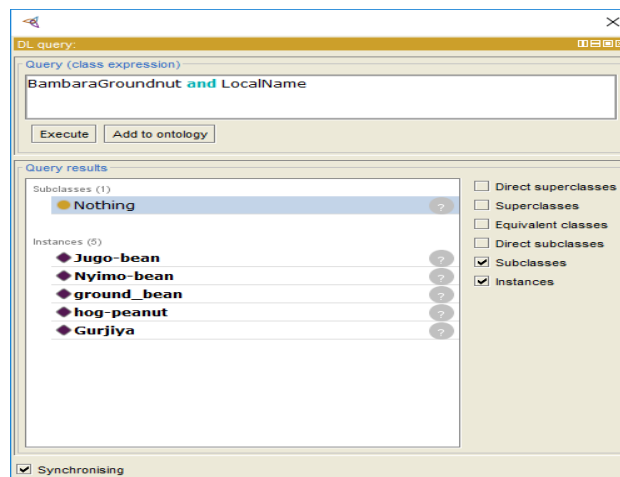 DL query:
Query (class expression)
BambaraGroundnut and LocalName
Execute Add to ontology
Query results
Subclasses (1)
Nothing ?
Instances (5)
Jugo-bean ?
Nyimo-bean ?
ground_bean ?
hog-peanut ?
Gurjiya ?
Direct superclasses
Superclasses
Equivalent classes
Direct subclasses
Subclasses
Instances
Synchronising